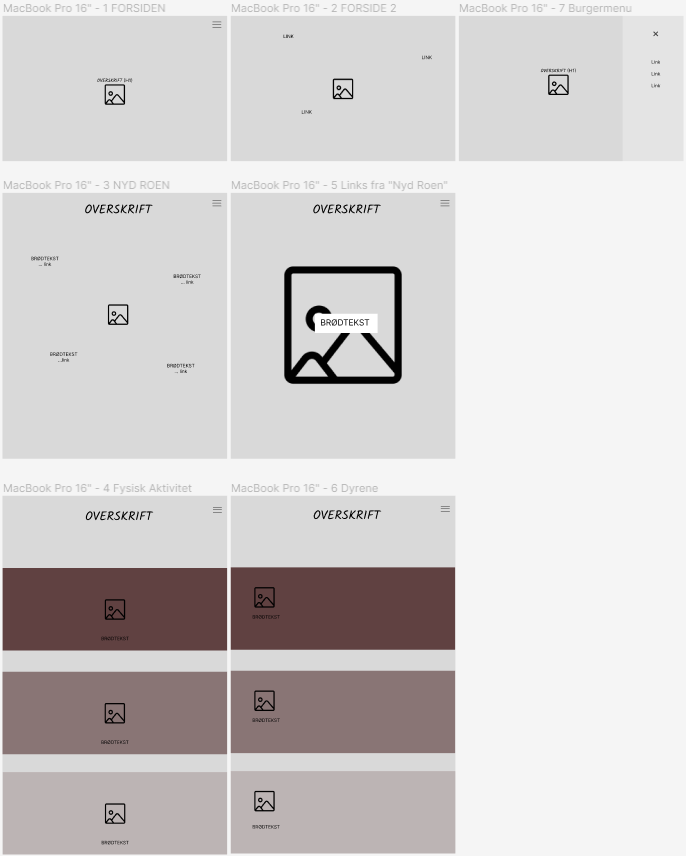 MacBook Pro 16" - 1 FORSIDEN
OVERSKRIFT (H1)
MacBook Pro 16" - 2 FORSIDE 2
LINK
LINK
LINK
MacBook Pro 16" - 7 Burgermenu
OVERSKRIFT (H1)
×
Link
Link
Link
MacBook Pro 16" - 3 NYD ROEN
OVERSKRIFT
BRØDTEKST
... link
BRØDTEKST
... link
BRØDTEKST
...link
BRØDTEKST
... link
MacBook Pro 16" - 5 Links fra "Nyd Roen"
OVERSKRIFT
BRØDTEKST
MacBook Pro 16" - 4 Fysisk Aktivitet
OVERSKRIFT
BRØDTEKST
BRØDTEKST
BRØDTEKST
MacBook Pro 16" - 6 Dyrene
OVERSKRIFT
BRØDTEKST
BRØDTEKST
BRØDTEKST